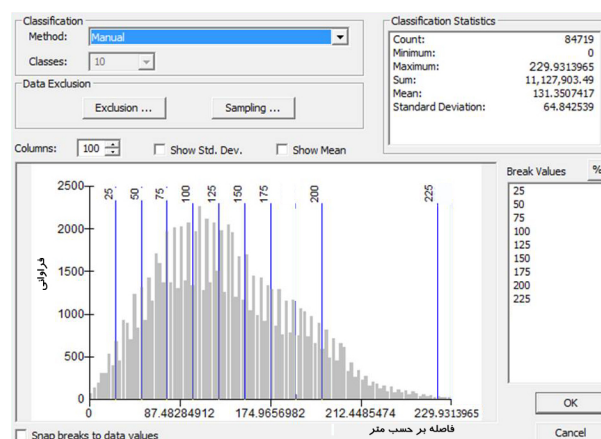 Classification
Method: Manual
Classes: 10
Data Exclusion
Exclusion ... Sampling ...
Classification Statistics
Count: 84719
Minimum: 0
Maximum: 229.9313965
Sum: 11,127,903.49
Mean: 131.3507417
Standard Deviation: 64.842539
Columns: 100 Show Std. Dev. Show Mean
Break Values %
25
50
75
100
125
150
175
200
225
2500
2000
1500
1000
500
0
فراوانی
25 50 75 100 125 150 175 200 225
0 87.48284912 174.9656982 212.4485474 229.9313965
فاصله بر حسب متر
Snap breaks to data values
OK
Cancel